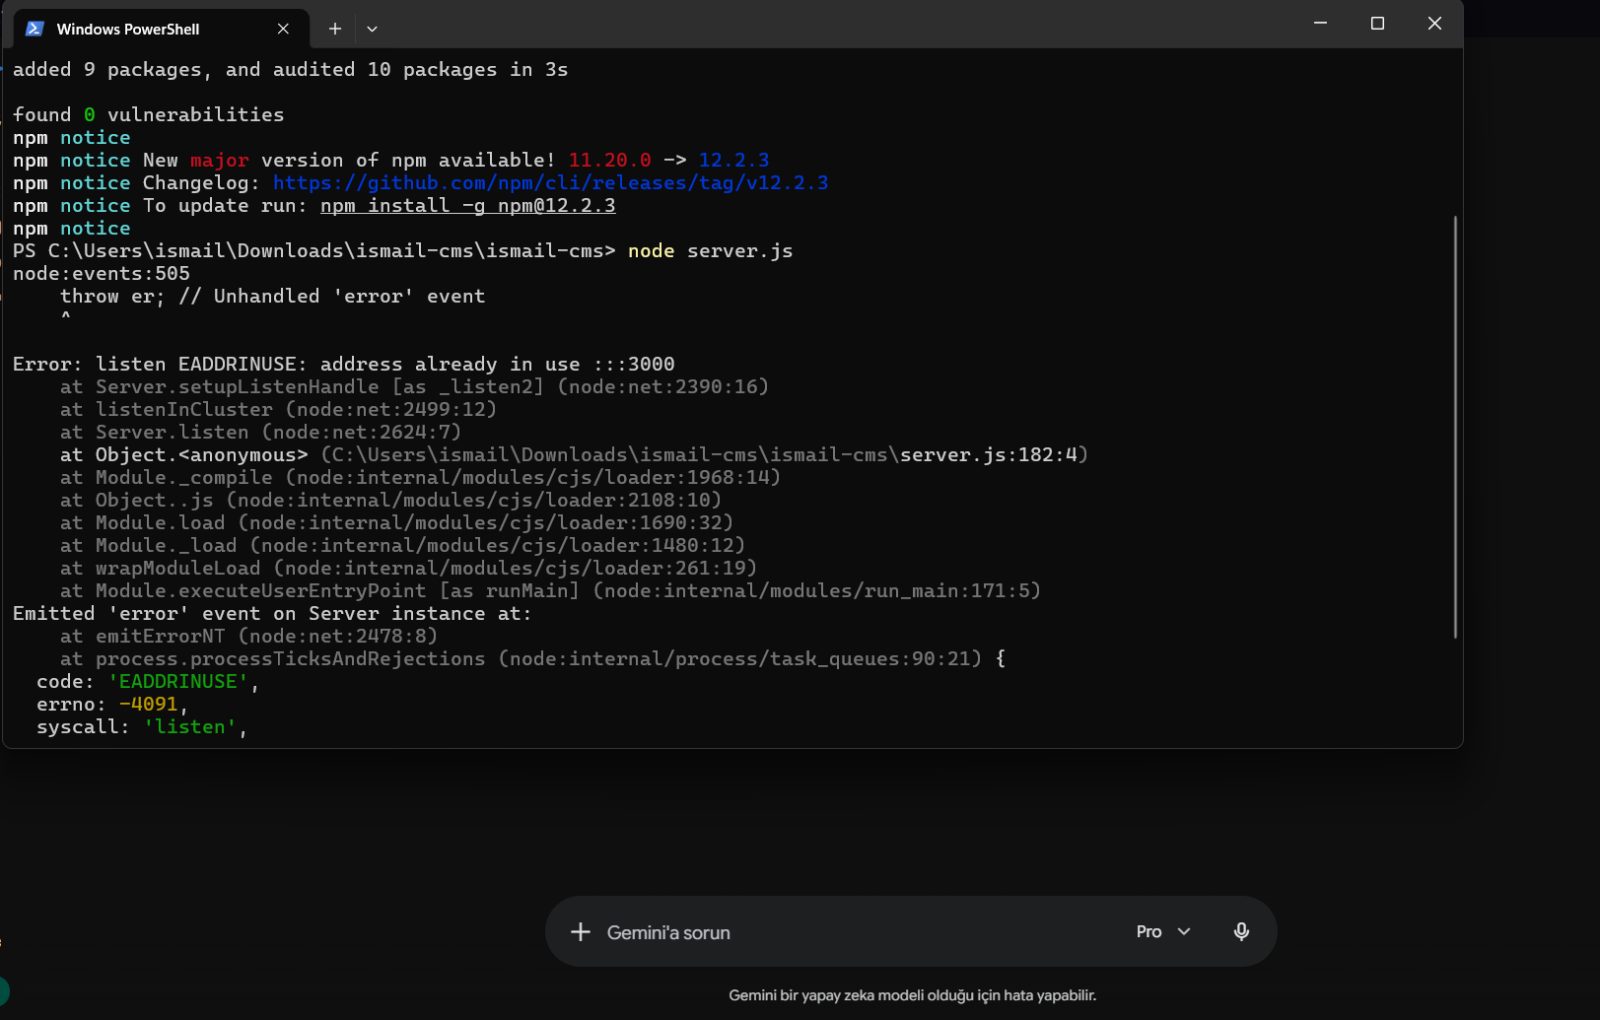 Windows PowerShell
added 9 packages, and audited 10 packages in 3s
found 0 vulnerabilities
npm notice
npm notice New major version of npm available! 11.20.0 -> 12.2.3
npm notice Changelog: https://github.com/npm/cli/releases/tag/v12.2.3
npm notice To update run: npm install -g npm@12.2.3
npm notice
PS C:\Users\ismail\Downloads\ismail-cms\ismail-cms> node server.js
node:events:505
    throw er; // Unhandled 'error' event
    ^
Error: listen EADDRINUSE: address already in use :::3000
    at Server.setupListenHandle [as _listen2] (node:net:2390:16)
    at listenInCluster (node:net:2499:12)
    at Server.listen (node:net:2624:7)
    at Object.<anonymous> (C:\Users\ismail\Downloads\ismail-cms\ismail-cms\server.js:182:4)
    at Module._compile (node:internal/modules/cjs/loader:1968:14)
    at Object..js (node:internal/modules/cjs/loader:2108:10)
    at Module.load (node:internal/modules/cjs/loader:1690:32)
    at Module._load (node:internal/modules/cjs/loader:1480:12)
    at wrapModuleLoad (node:internal/modules/cjs/loader:261:19)
    at Module.executeUserEntryPoint [as runMain] (node:internal/modules/run_main:171:5)
Emitted 'error' event on Server instance at:
    at emitErrorNT (node:net:2478:8)
    at process.processTicksAndRejections (node:internal/process/task_queues:90:21) {
  code: 'EADDRINUSE',
  errno: -4091,
  syscall: 'listen',
Gemini'a sorun
Pro
Gemini bir yapay zeka modeli olduğu için hata yapabilir.